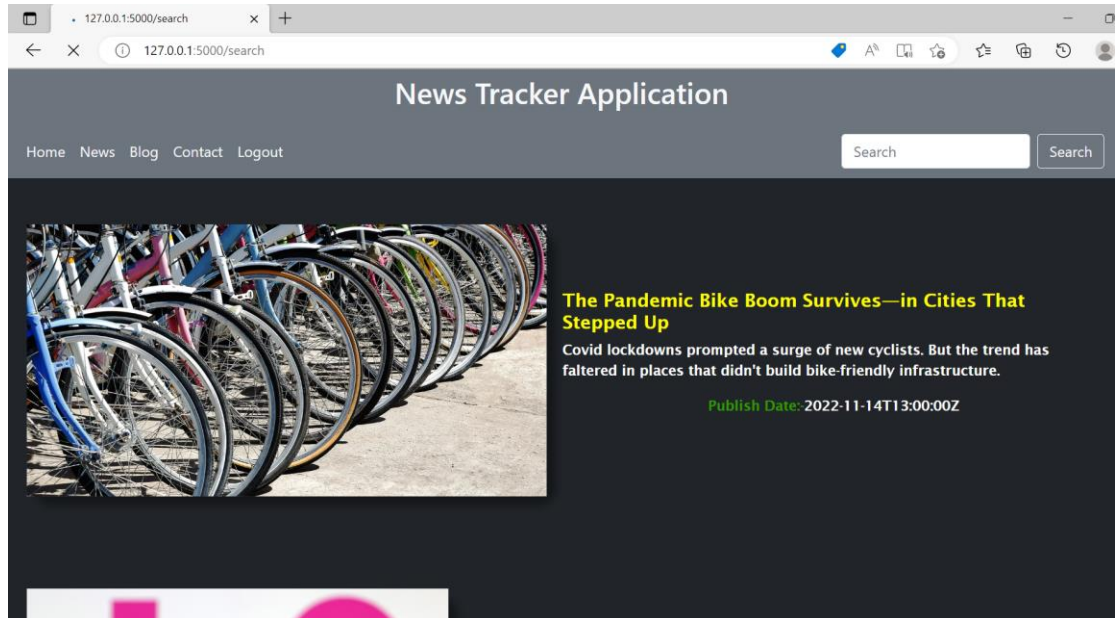 127.0.0.1:5000/search
127.0.0.1:5000/search
News Tracker Application
Home News Blog Contact Logout
Search
Search
The Pandemic Bike Boom Survives—in Cities That
Stepped Up
Covid lockdowns prompted a surge of new cyclists. But the trend has
faltered in places that didn't build bike-friendly infrastructure.
Publish Date:-2022-11-14T13:00:00Z